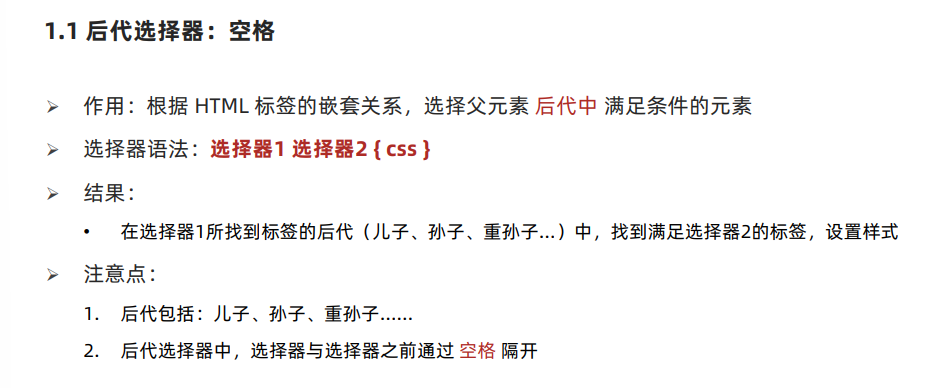 1.1 后代选择器：空格
➢ 作用：根据 HTML 标签的嵌套关系，选择父元素 后代中 满足条件的元素
➢ 选择器语法：选择器1 选择器2 { css }
➢ 结果：
• 在选择器1所找到标签的后代（儿子、孙子、重孙子…）中，找到满足选择器2的标签，设置样式
➢ 注意点：
1. 后代包括：儿子、孙子、重孙子……
2. 后代选择器中，选择器与选择器之前通过 空格 隔开